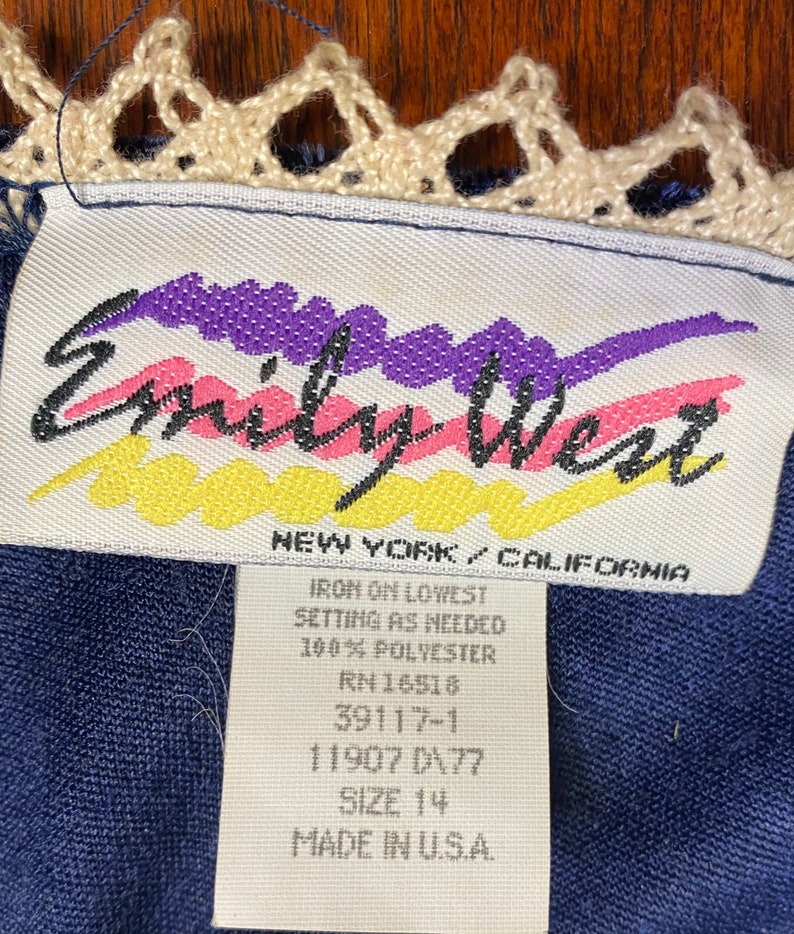 Emily West
NEW YORK / CALIFORNIA
IRON ON LOWEST
SETTING AS NEEDED
100% POLYESTER
RN 16518
39117-1
11907 D\77
SIZE 14
MADE IN U.S.A.